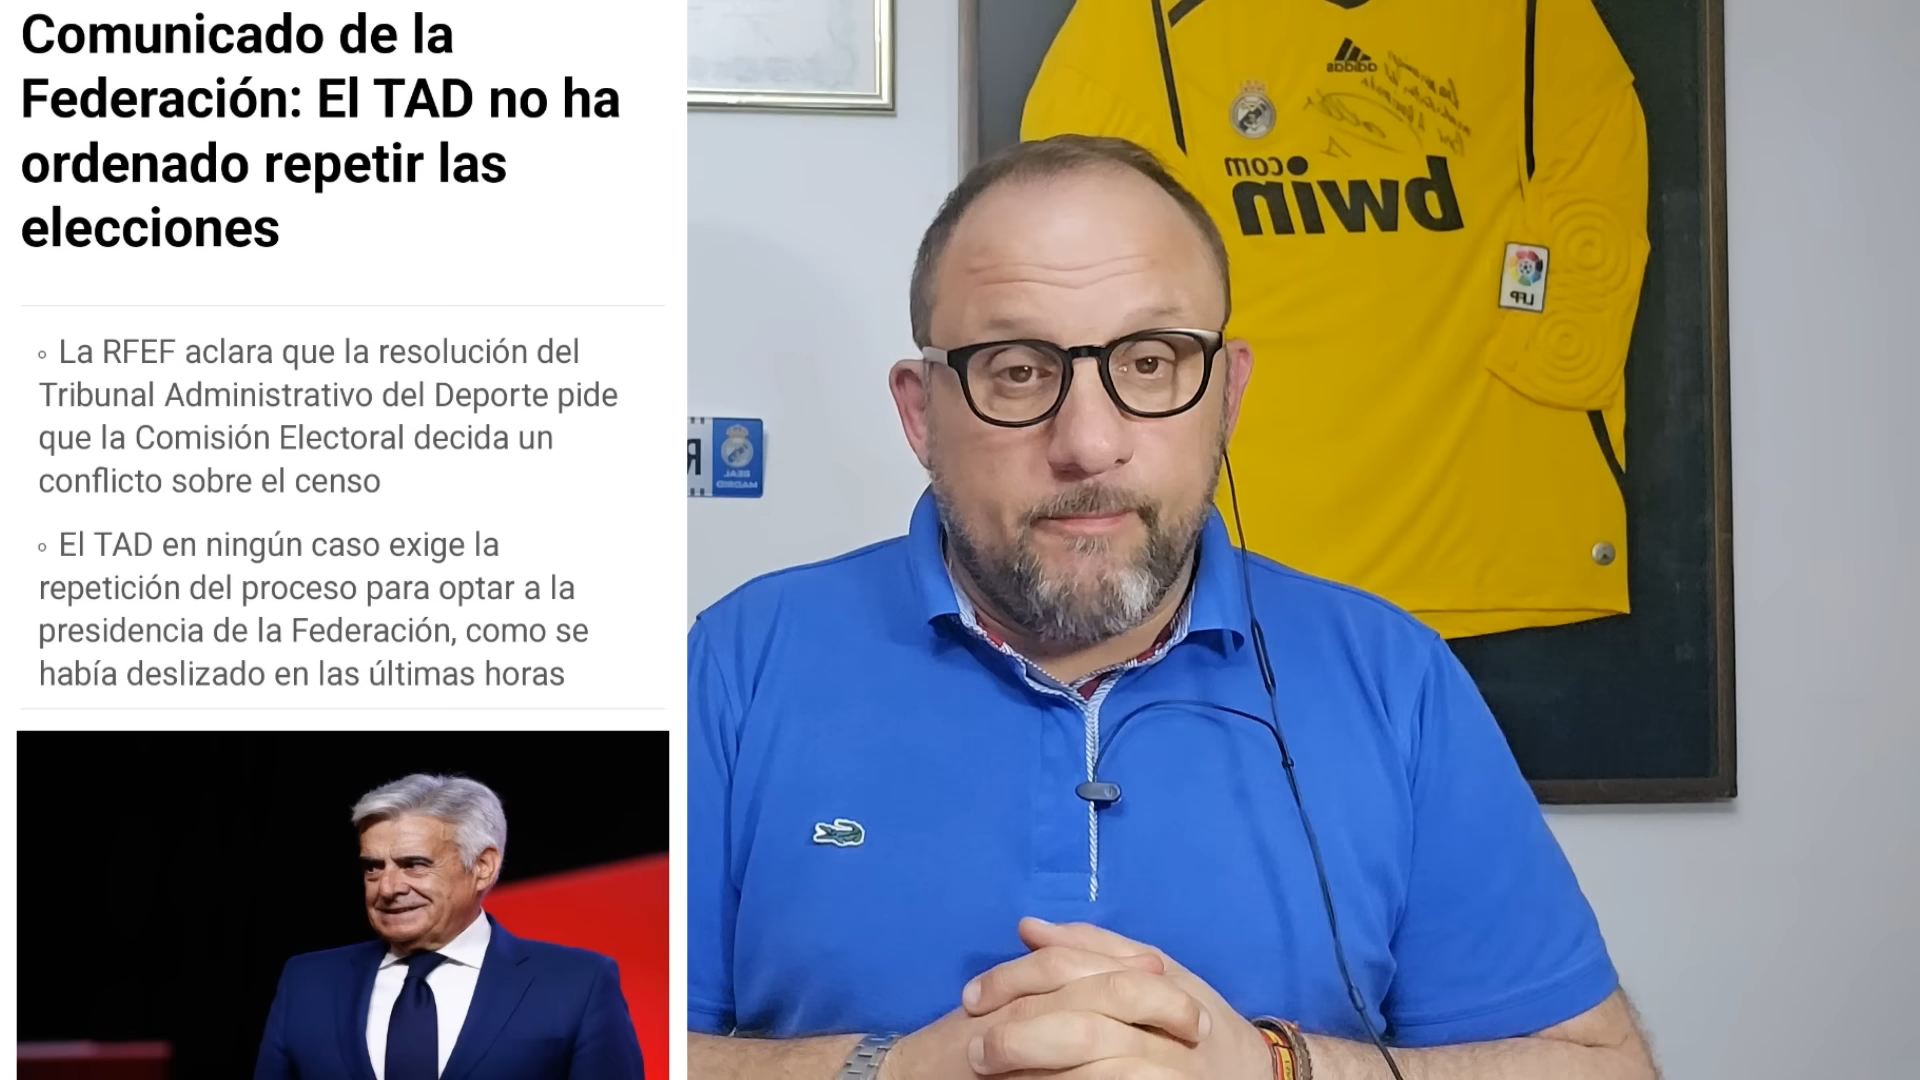 Comunicado de la
Federación: El TAD no ha
ordenado repetir las
elecciones
◦ La RFEF aclara que la resolución del
Tribunal Administrativo del Deporte pide
que la Comisión Electoral decida un
conflicto sobre el censo
◦ El TAD en ningún caso exige la
repetición del proceso para optar a la
presidencia de la Federación, como se
había deslizado en las últimas horas
adidas
bwin
.com
LFP
R
REAL
MADRID